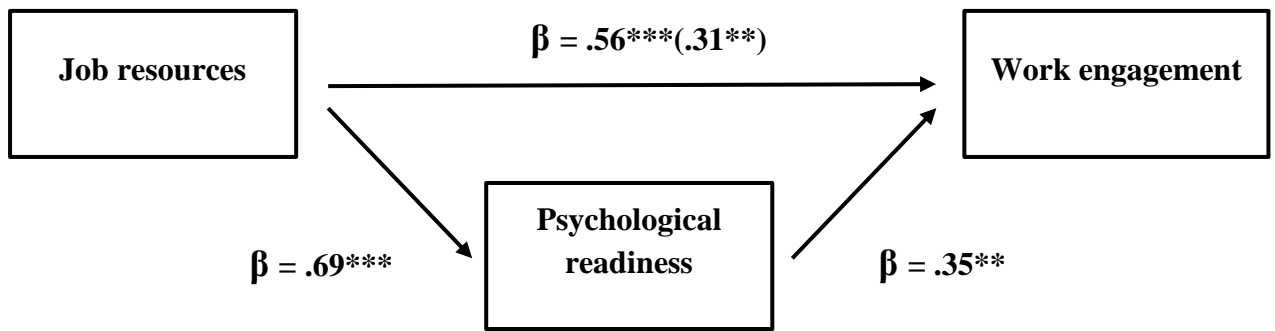 Job resources
β = .56***(.31**)
Work engagement
Psychological
readiness
β = .69***
β = .35**